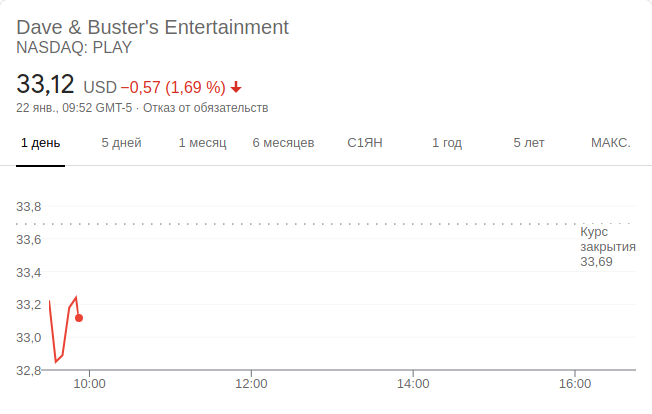 Dave & Buster's Entertainment
NASDAQ: PLAY
33,12 USD −0,57 (1,69 %)
22 янв., 09:52 GMT-5 · Отказ от обязательств
1 день 5 дней 1 месяц 6 месяцев С1ЯН 1 год 5 лет МАКС.
33,8
Курс
33,6
закрытия
33,69
33,4
33,2
33,0
32,8
10:00 12:00 14:00 16:00